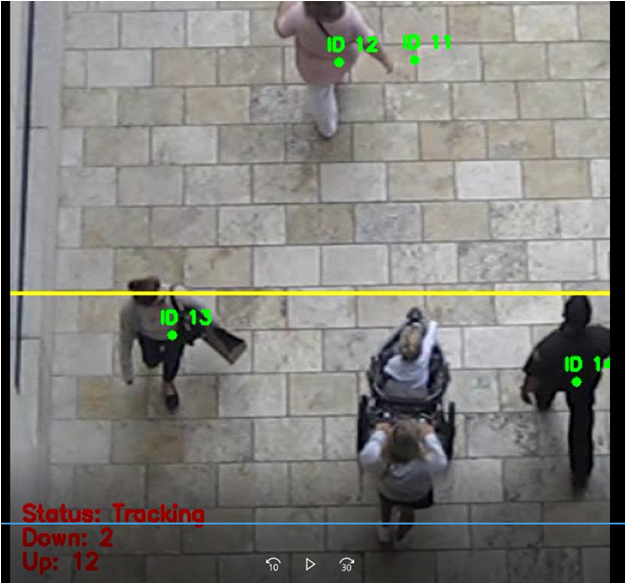 ID 12
ID 11
ID 13
ID 14
Status: Tracking
Down: 2
Up: 12
10
30